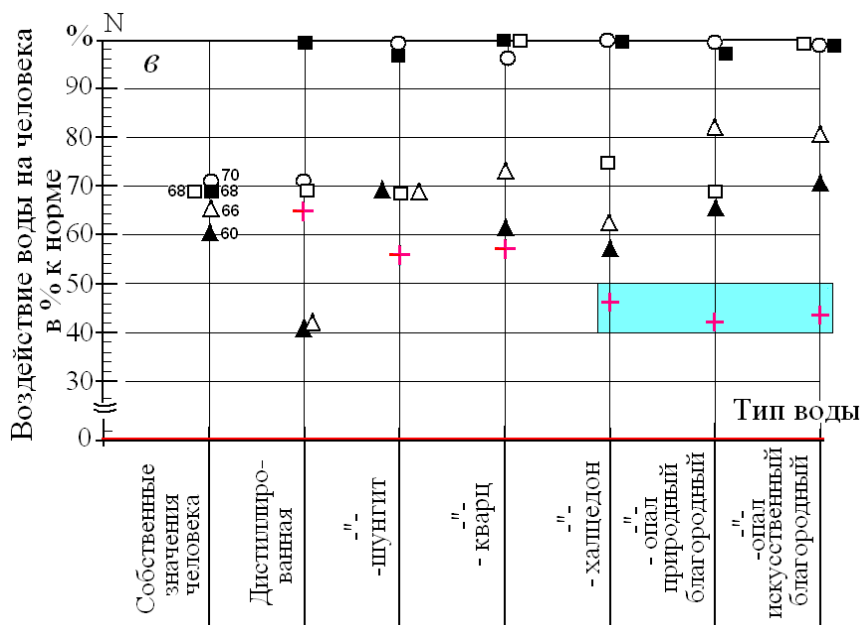 % N
в
90
80
70
60
50
40
30
0
Воздействие воды на человека
в % к норме
70
68 68
66
60
Тип воды
Собственные
значения
человека
Дистиллиро-
ванная
-"-
-шунгит
-"-
- кварц
-"-
- халцедон
-"-
- опал
природный
благородный
-"-
-опал
искусственный
благородный